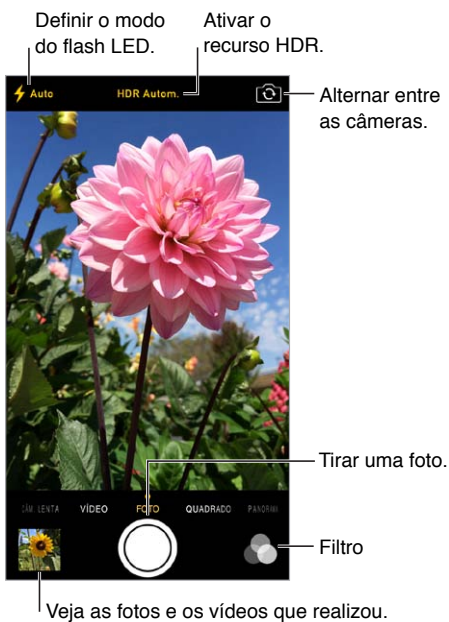 Definir o modo
do flash LED.
Ativar o
recurso HDR.
Auto
HDR Autom.
Alternar entre
as câmeras.
Tirar uma foto.
CÂM. LENTA VÍDEO FOTO QUADRADO PANORAMA
Filtro
Veja as fotos e os vídeos que realizou.